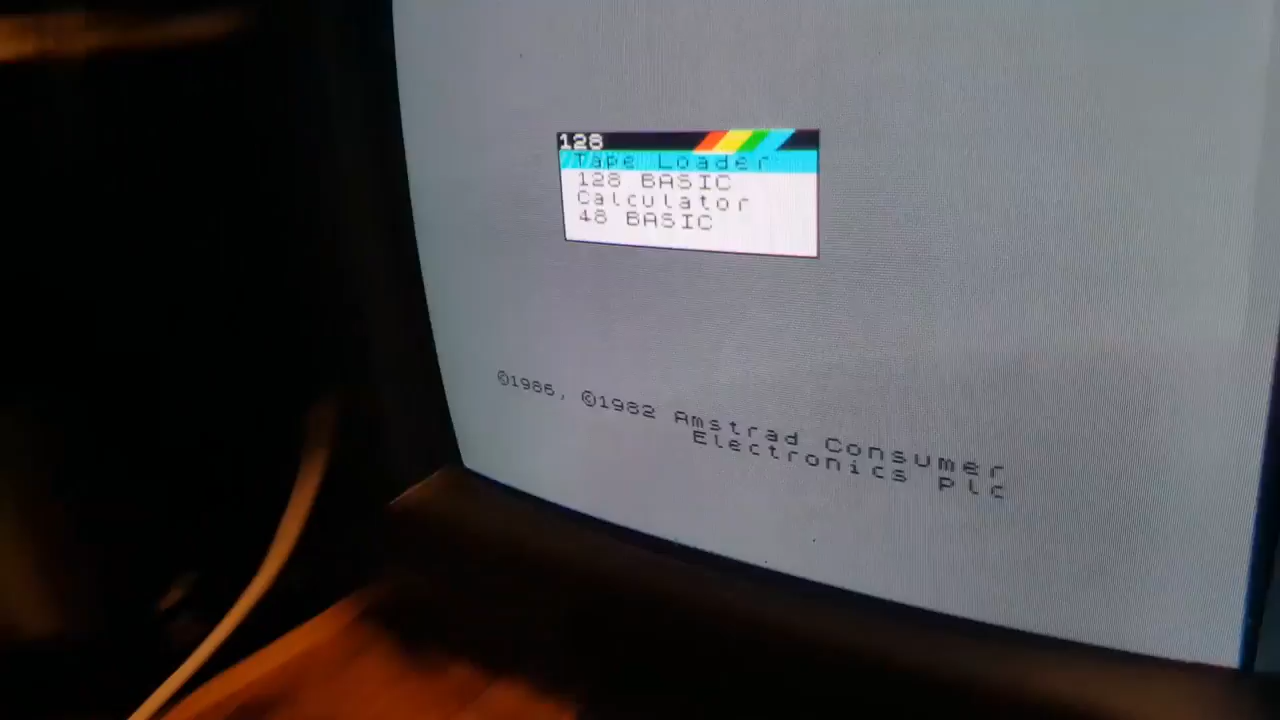 128
Tape Loader
128 BASIC
Calculator
48 BASIC
©1986, ©1982 Amstrad Consumer
Electronics plc